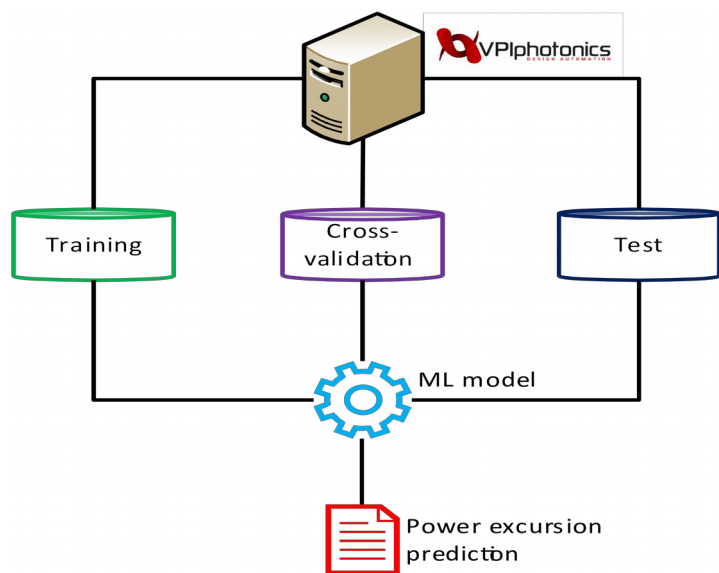 VPIphotonics
DESIGN AUTOMATION
Training
Cross-
validation
Test
ML model
Power excursion
prediction